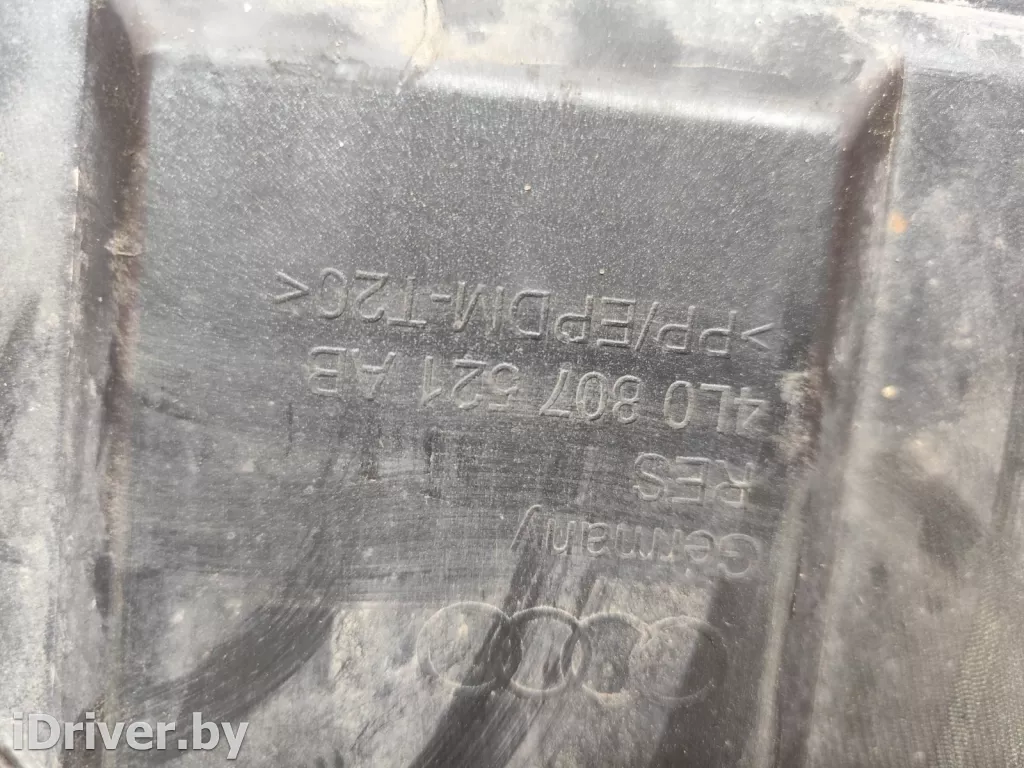 Germany
RES
4L0 807 521 AB
>PP/EPDM-T20<
iDriver.by